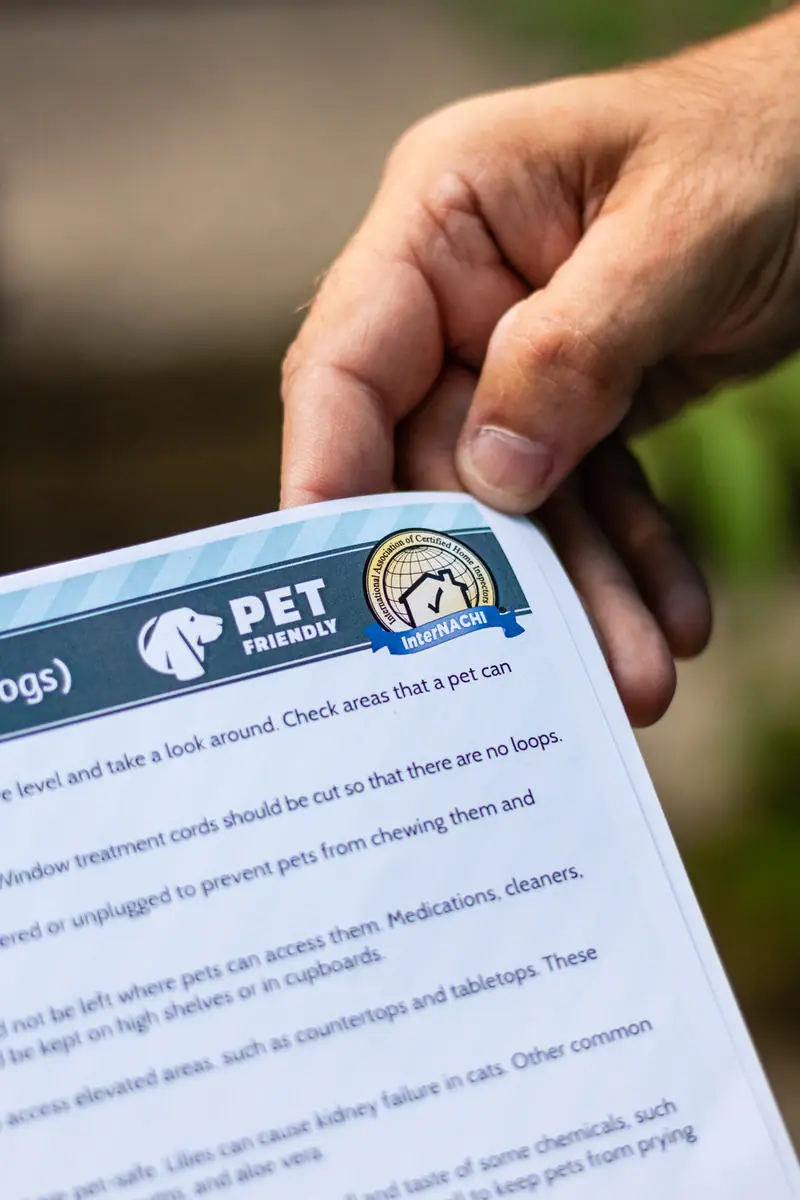 International Association of Certified Home Inspectors
InterNACHI
PET
FRIENDLY
ogs)
e level and take a look around. Check areas that a pet can
Window treatment cords should be cut so that there are no loops.
ered or unplugged to prevent pets from chewing them and
d not be left where pets can access them. Medications, cleaners,
be kept on high shelves or in cupboards.
access elevated areas, such as countertops and tabletops. These
pet-safe. Lilies can cause kidney failure in cats. Other common
and aloe vera
and taste of some chemicals, such
to keep pets from prying